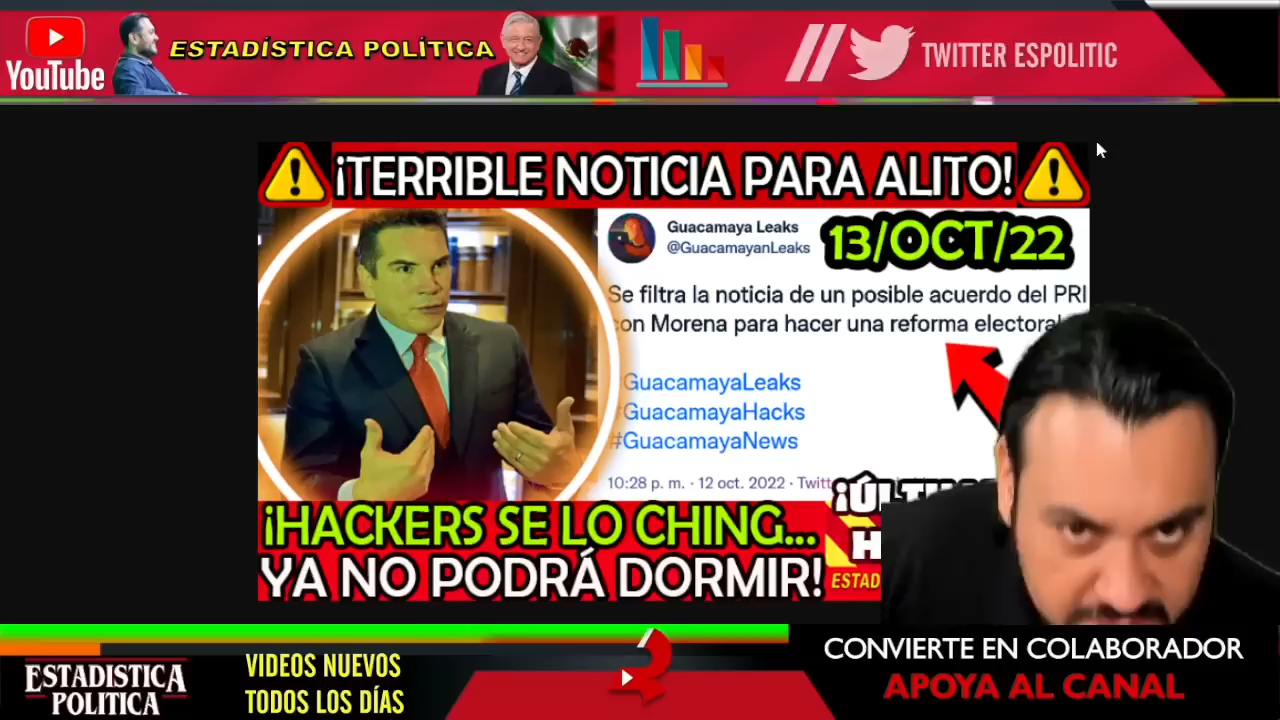 YouTube
ESTADÍSTICA POLÍTICA
TWITTER ESPOLITIC
¡TERRIBLE NOTICIA PARA ALITO!
Guacamaya Leaks
@GuacamayanLeaks
13/OCT/22
Se filtra la noticia de un posible acuerdo del PRI
con Morena para hacer una reforma electoral
#GuacamayaLeaks
#GuacamayaHacks
#GuacamayaNews
10:28 p. m. · 12 oct. 2022 · Twitt
¡HACKERS SE LO CHING...
YA NO PODRÁ DORMIR!
CONVIERTE EN COLABORADOR
APOYA AL CANAL
ESTADISTICA
POLÍTICA
VIDEOS NUEVOS
TODOS LOS DÍAS